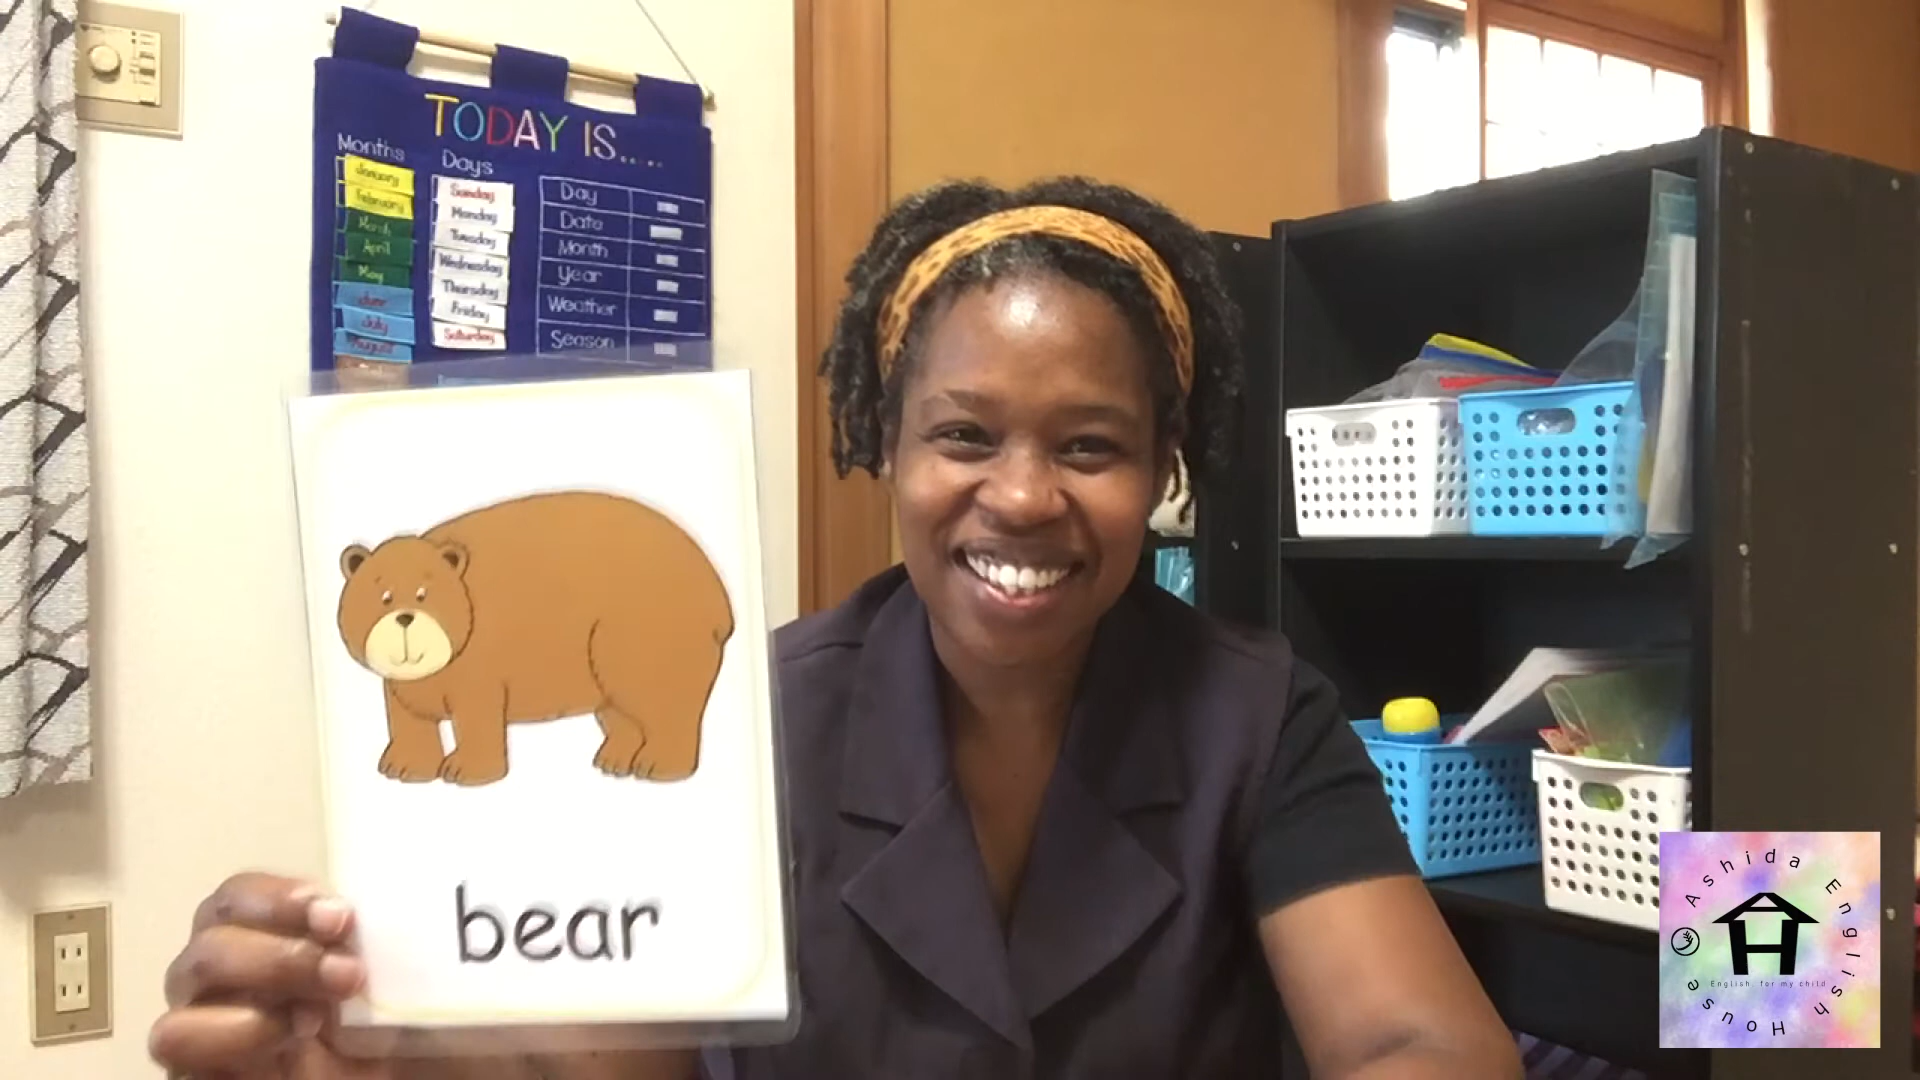 TODAY IS.....
Months
January
February
March
April
May
June
July
August
Days
Sunday
Monday
Tuesday
Wednesday
Thursday
Friday
Saturday
Day
Date
Month
Year
Weather
Season
bear
Ashida English House
English, for my child